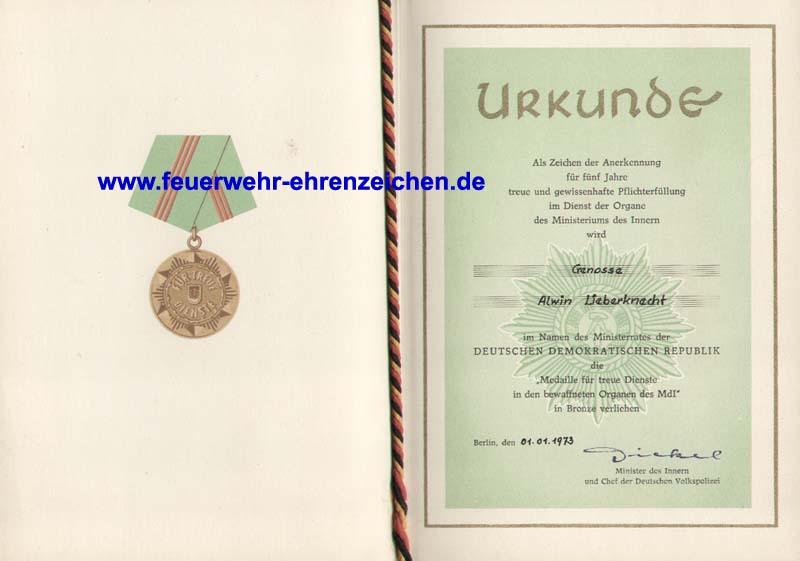 www.feuerwehr-ehrenzeichen.de
FÜR TREUE
DIENSTE
URKUNDE
Als Zeichen der Anerkennung
für fünf Jahre
treue und gewissenhafte Pflichterfüllung
im Dienst der Organe
des Ministeriums des Innern
wird
Genosse
Alwin Lieberknecht
im Namen des Ministerrates der
DEUTSCHEN DEMOKRATISCHEN REPUBLIK
die
„Medaille für treue Dienste
in den bewaffneten Organen des MdI“
in Bronze verliehen
Berlin, den 01.01.1973
Dickel
Minister des Innern
und Chef der Deutschen Volkspolizei